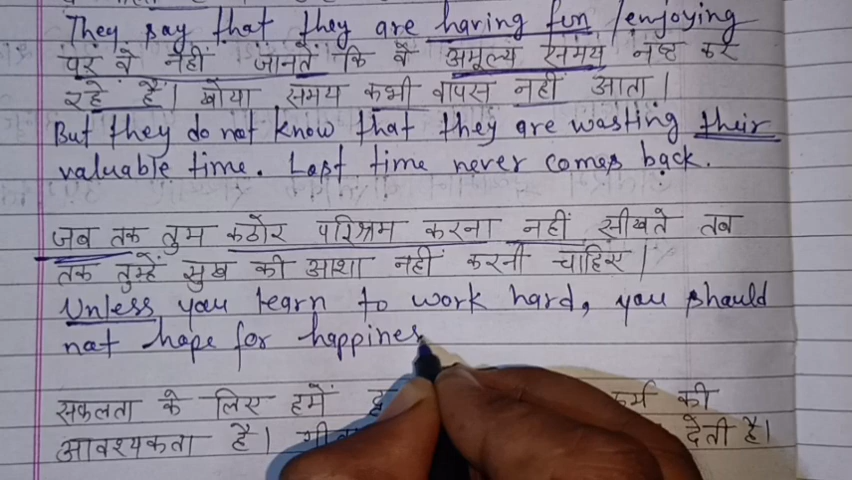 They say that they are having fun /enjoying
पर वे नहीं जानते कि वे अमूल्य समय नष्ट कर
रहे हैं। खोया समय कभी वापस नहीं आता।
But they do not know that they are wasting their
valuable time. Lost time never comes back.
जब तक तुम कठोर परिश्रम करना नहीं सीखते तब
तक तुम्हें सुख की आशा नहीं करनी चाहिए।
Unless you learn to work hard, you should
not hope for happines
सफलता के लिए हमें कर्म की
आवश्यकता है। देती है।